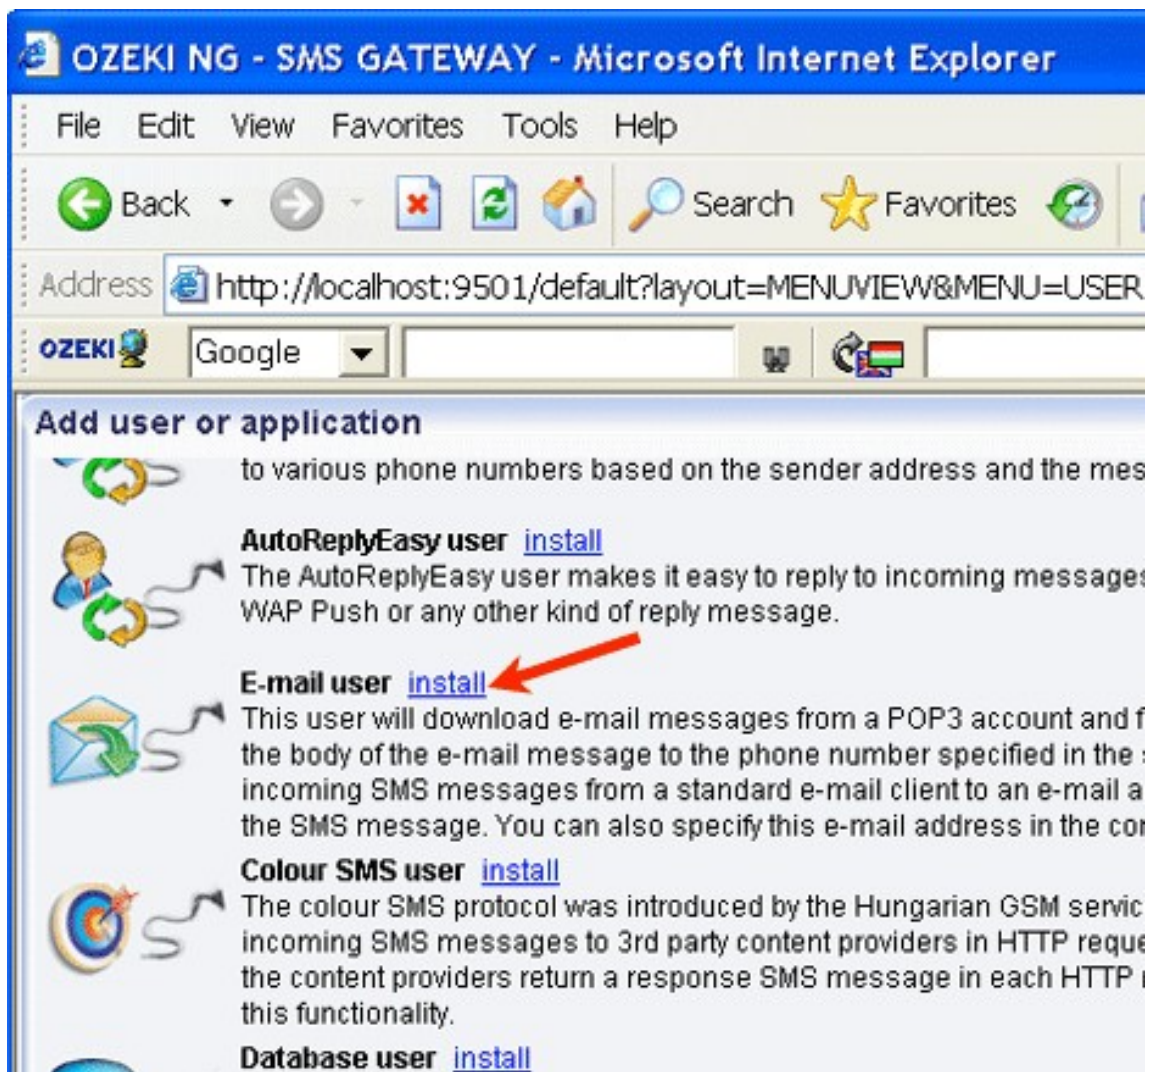 OZEKI NG - SMS GATEWAY - Microsoft Internet Explorer
File Edit View Favorites Tools Help
Back Search Favorites
Address http://localhost:9501/default?layout=MENUVIEW&MENU=USER
OZEKI Google
Add user or application
to various phone numbers based on the sender address and the mes
AutoReplyEasy user install
The AutoReplyEasy user makes it easy to reply to incoming messages
WAP Push or any other kind of reply message.
E-mail user install
This user will download e-mail messages from a POP3 account and f
the body of the e-mail message to the phone number specified in the
incoming SMS messages from a standard e-mail client to an e-mail a
the SMS message. You can also specify this e-mail address in the cor
Colour SMS user install
The colour SMS protocol was introduced by the Hungarian GSM servic
incoming SMS messages to 3rd party content providers in HTTP reque
the content providers return a response SMS message in each HTTP
this functionality.
Database user install